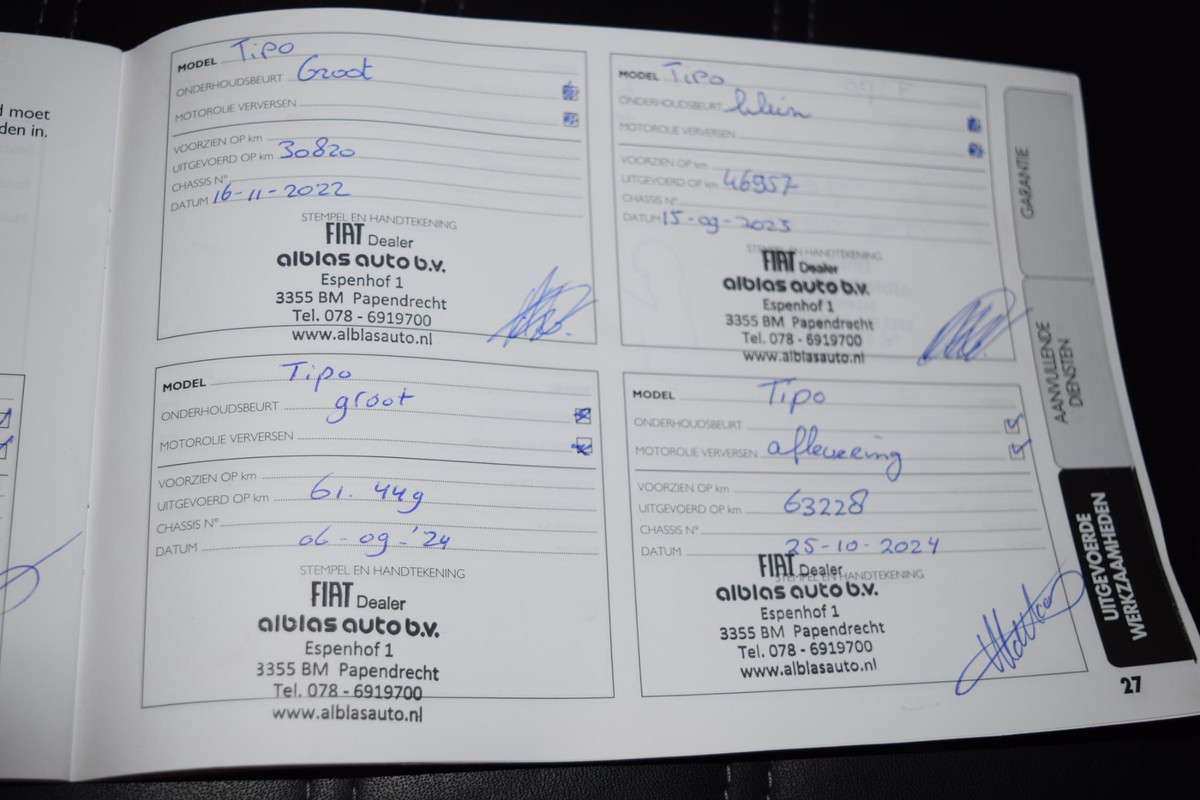 d moet
den in.
MODEL Tipo
ONDERHOUDSBEURT Groot
MOTOROLIE VERVERSEN
VOORZIEN OP km
UITGEVOERD OP km 30820
CHASSIS N°
DATUM 16-11-2022
STEMPEL EN HANDTEKENING
FIAT Dealer
alblas auto b.v.
Espenhof 1
3355 BM Papendrecht
Tel. 078 - 6919700
www.alblasauto.nl
MODEL Tipo
ONDERHOUDSBEURT klein
MOTOROLIE VERVERSEN
VOORZIEN OP km
UITGEVOERD OP km 46957
CHASSIS N°
DATUM 15-09-2023
STEMPEL EN HANDTEKENING
FIAT Dealer
alblas auto b.v.
Espenhof 1
3355 BM Papendrecht
Tel. 078 - 6919700
www.alblasauto.nl
MODEL Tipo
ONDERHOUDSBEURT groot
MOTOROLIE VERVERSEN
VOORZIEN OP km
UITGEVOERD OP km 61.449
CHASSIS N°
DATUM 06-09-'24
STEMPEL EN HANDTEKENING
FIAT Dealer
alblas auto b.v.
Espenhof 1
3355 BM Papendrecht
Tel. 078 - 6919700
www.alblasauto.nl
MODEL Tipo
ONDERHOUDSBEURT
MOTOROLIE VERVERSEN aflevering
VOORZIEN OP km
UITGEVOERD OP km 63228
CHASSIS N°
DATUM 25-10-2024
STEMPEL EN HANDTEKENING
FIAT Dealer
alblas auto b.v.
Espenhof 1
3355 BM Papendrecht
Tel. 078 - 6919700
www.alblasauto.nl
GARANTIE
AANVULLENDE
DIENSTEN
UITGEVOERDE
WERKZAAMHEDEN
27